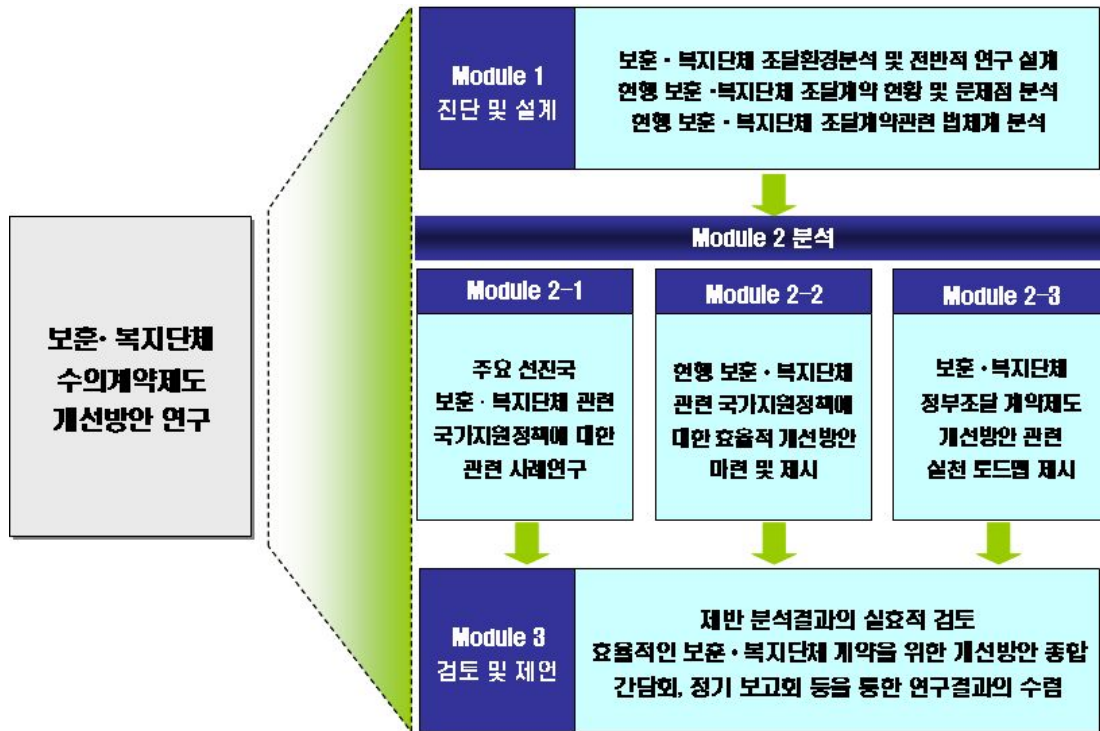 보훈· 복지단체
수의계약제도
개선방안 연구
Module 1
진단 및 설계
보훈 · 복지단체 조달환경분석 및 전반적 연구 설계
현행 보훈 ·복지단체 조달계약 현황 및 문제점 분석
현행 보훈 · 복지단체 조달계약관련 법체계 분석
Module 2 분석
Module 2-1
주요 선진국
보훈 · 복지단체 관련
국가지원정책에 대한
관련 사례연구
Module 2-2
현행 보훈 · 복지단체
관련 국가지원정책에
대한 효율적 개선방안
마련 및 제시
Module 2-3
보훈 ·복지단체
정부조달 계약제도
개선방안 관련
실천 토드맵 제시
Module 3
검토 및 제언
제반 분석결과의 실효적 검토
효율적인 보훈 · 복지단체 계약을 위한 개선방안 종합
간담회, 정기 보고회 등을 통한 연구결과의 수렴